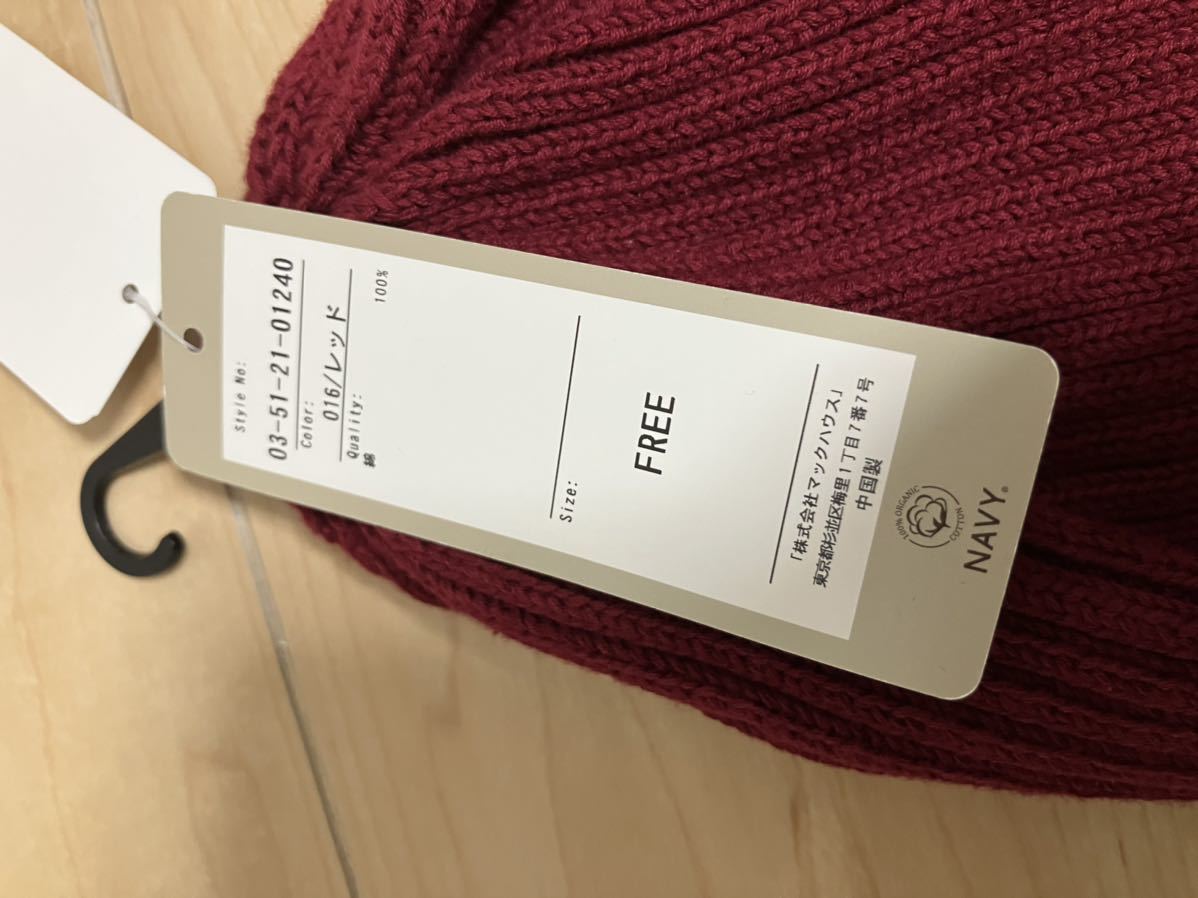 Style No:
03-51-21-01240
Color:
016/レッド
Quality:
綿 100%
Size:
FREE
「株式会社マックハウス」
東京都杉並区梅里1丁目7番7号
中国製
100% ORGANIC
COTTON
NAVY®